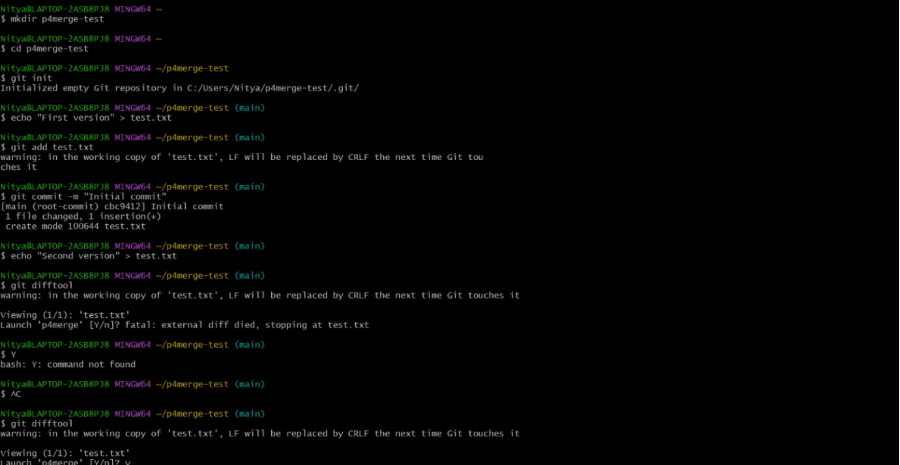 Nitya@LAPTOP-2ASB8PJ8 MINGW64 ~
$ mkdir p4merge-test
Nitya@LAPTOP-2ASB8PJ8 MINGW64 ~
$ cd p4merge-test
Nitya@LAPTOP-2ASB8PJ8 MINGW64 ~/p4merge-test
$ git init
Initialized empty Git repository in C:/Users/Nitya/p4merge-test/.git/
Nitya@LAPTOP-2ASB8PJ8 MINGW64 ~/p4merge-test (main)
$ echo "First version" > test.txt
Nitya@LAPTOP-2ASB8PJ8 MINGW64 ~/p4merge-test (main)
$ git add test.txt
warning: in the working copy of 'test.txt', LF will be replaced by CRLF the next time Git tou
ches it
Nitya@LAPTOP-2ASB8PJ8 MINGW64 ~/p4merge-test (main)
$ git commit -m "Initial commit"
[main (root-commit) cbc9412] Initial commit
 1 file changed, 1 insertion(+)
 create mode 100644 test.txt
Nitya@LAPTOP-2ASB8PJ8 MINGW64 ~/p4merge-test (main)
$ echo "Second version" > test.txt
Nitya@LAPTOP-2ASB8PJ8 MINGW64 ~/p4merge-test (main)
$ git difftool
warning: in the working copy of 'test.txt', LF will be replaced by CRLF the next time Git touches it
Viewing (1/1): 'test.txt'
Launch 'p4merge' [Y/n]? fatal: external diff died, stopping at test.txt
Nitya@LAPTOP-2ASB8PJ8 MINGW64 ~/p4merge-test (main)
$ Y
bash: Y: command not found
Nitya@LAPTOP-2ASB8PJ8 MINGW64 ~/p4merge-test (main)
$ ^C
Nitya@LAPTOP-2ASB8PJ8 MINGW64 ~/p4merge-test (main)
$ git difftool
warning: in the working copy of 'test.txt', LF will be replaced by CRLF the next time Git touches it
Viewing (1/1): 'test.txt'
Launch 'p4merge' [Y/n]? y